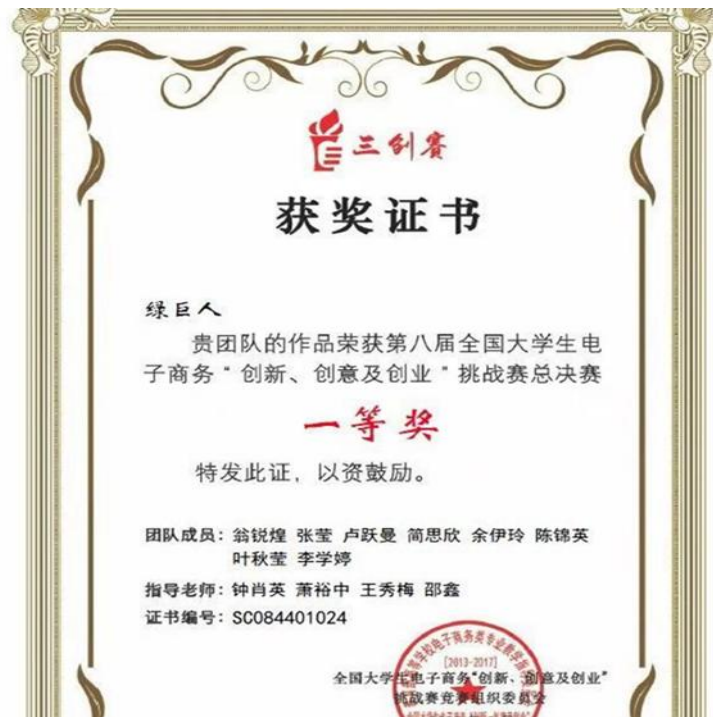 三创赛
获奖证书
绿巨人
贵团队的作品荣获第八届全国大学生电
子商务“创新、创意及创业”挑战赛总决赛
一等奖
特发此证，以资鼓励。
团队成员：翁锐煌 张莹 卢跃曼 简思欣 余伊玲 陈锦英
叶秋莹 李学婷
指导老师：钟肖英 萧裕中 王秀梅 邵鑫
证书编号：SC084401024
[2013-2017]
全国大学生电子商务“创新、创意及创业”
挑战赛竞赛组织委员会